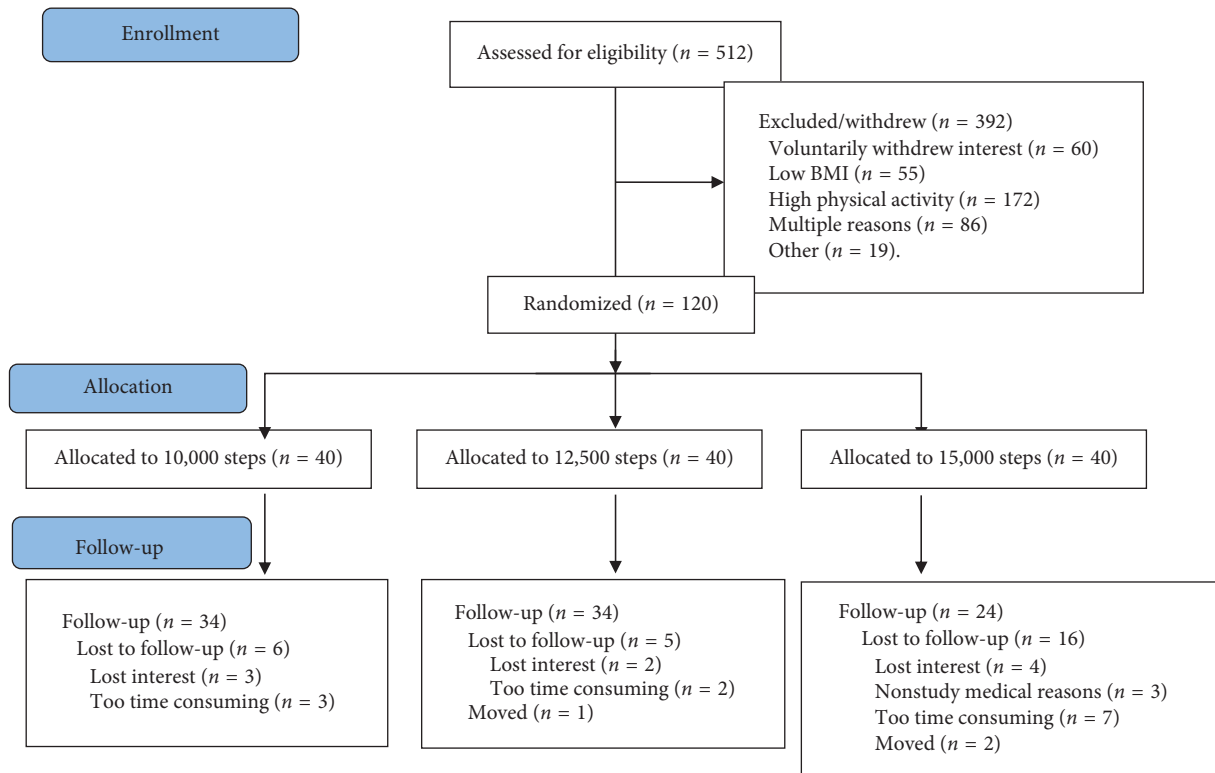 Enrollment
Assessed for eligibility (n = 512)
Excluded/withdrew (n = 392)
Voluntarily withdrew interest (n = 60)
Low BMI (n = 55)
High physical activity (n = 172)
Multiple reasons (n = 86)
Other (n = 19).
Randomized (n = 120)
Allocation
Allocated to 10,000 steps (n = 40)
Allocated to 12,500 steps (n = 40)
Allocated to 15,000 steps (n = 40)
Follow-up
Follow-up (n = 34)
Lost to follow-up (n = 6)
Lost interest (n = 3)
Too time consuming (n = 3)
Follow-up (n = 34)
Lost to follow-up (n = 5)
Lost interest (n = 2)
Too time consuming (n = 2)
Moved (n = 1)
Follow-up (n = 24)
Lost to follow-up (n = 16)
Lost interest (n = 4)
Nonstudy medical reasons (n = 3)
Too time consuming (n = 7)
Moved (n = 2)